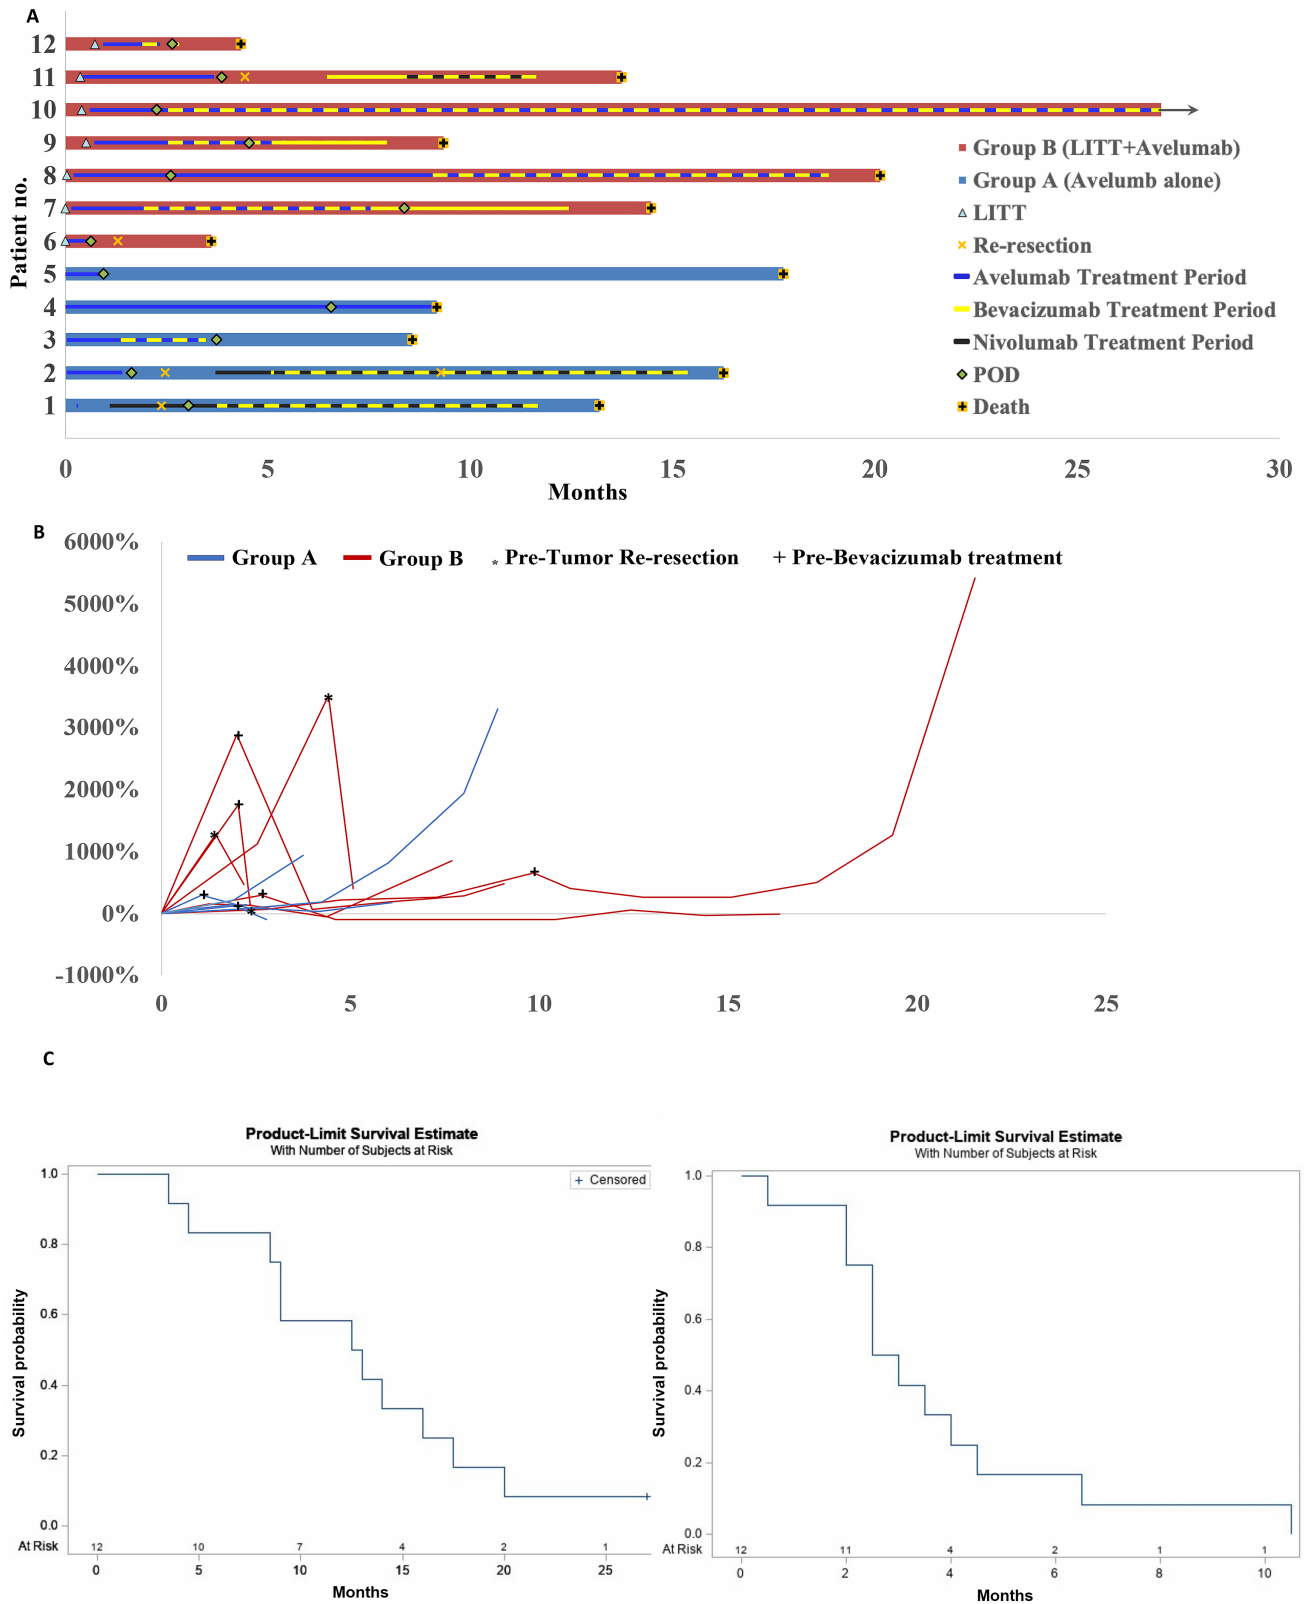 A
12
11
10
9
8
7
6
5
4
3
2
1
Patient no.
Group B (LITT+Avelumab)
Group A (Avelumb alone)
LITT
Re-resection
Avelumab Treatment Period
Bevacizumab Treatment Period
Nivolumab Treatment Period
POD
Death
0 5 10 15 20 25 30
Months
B
Group A Group B * Pre-Tumor Re-resection + Pre-Bevacizumab treatment
6000%
5000%
4000%
3000%
2000%
1000%
0%
-1000%
0 5 10 15 20 25
C
Product-Limit Survival Estimate
With Number of Subjects at Risk
+ Censored
1.0
0.8
0.6
0.4
0.2
0.0
Survival probability
At Risk 12 10 7 4 2 1
0 5 10 15 20 25
Months
Product-Limit Survival Estimate
With Number of Subjects at Risk
1.0
0.8
0.6
0.4
0.2
0.0
Survival probability
At Risk 12 11 4 2 1 1
0 2 4 6 8 10
Months